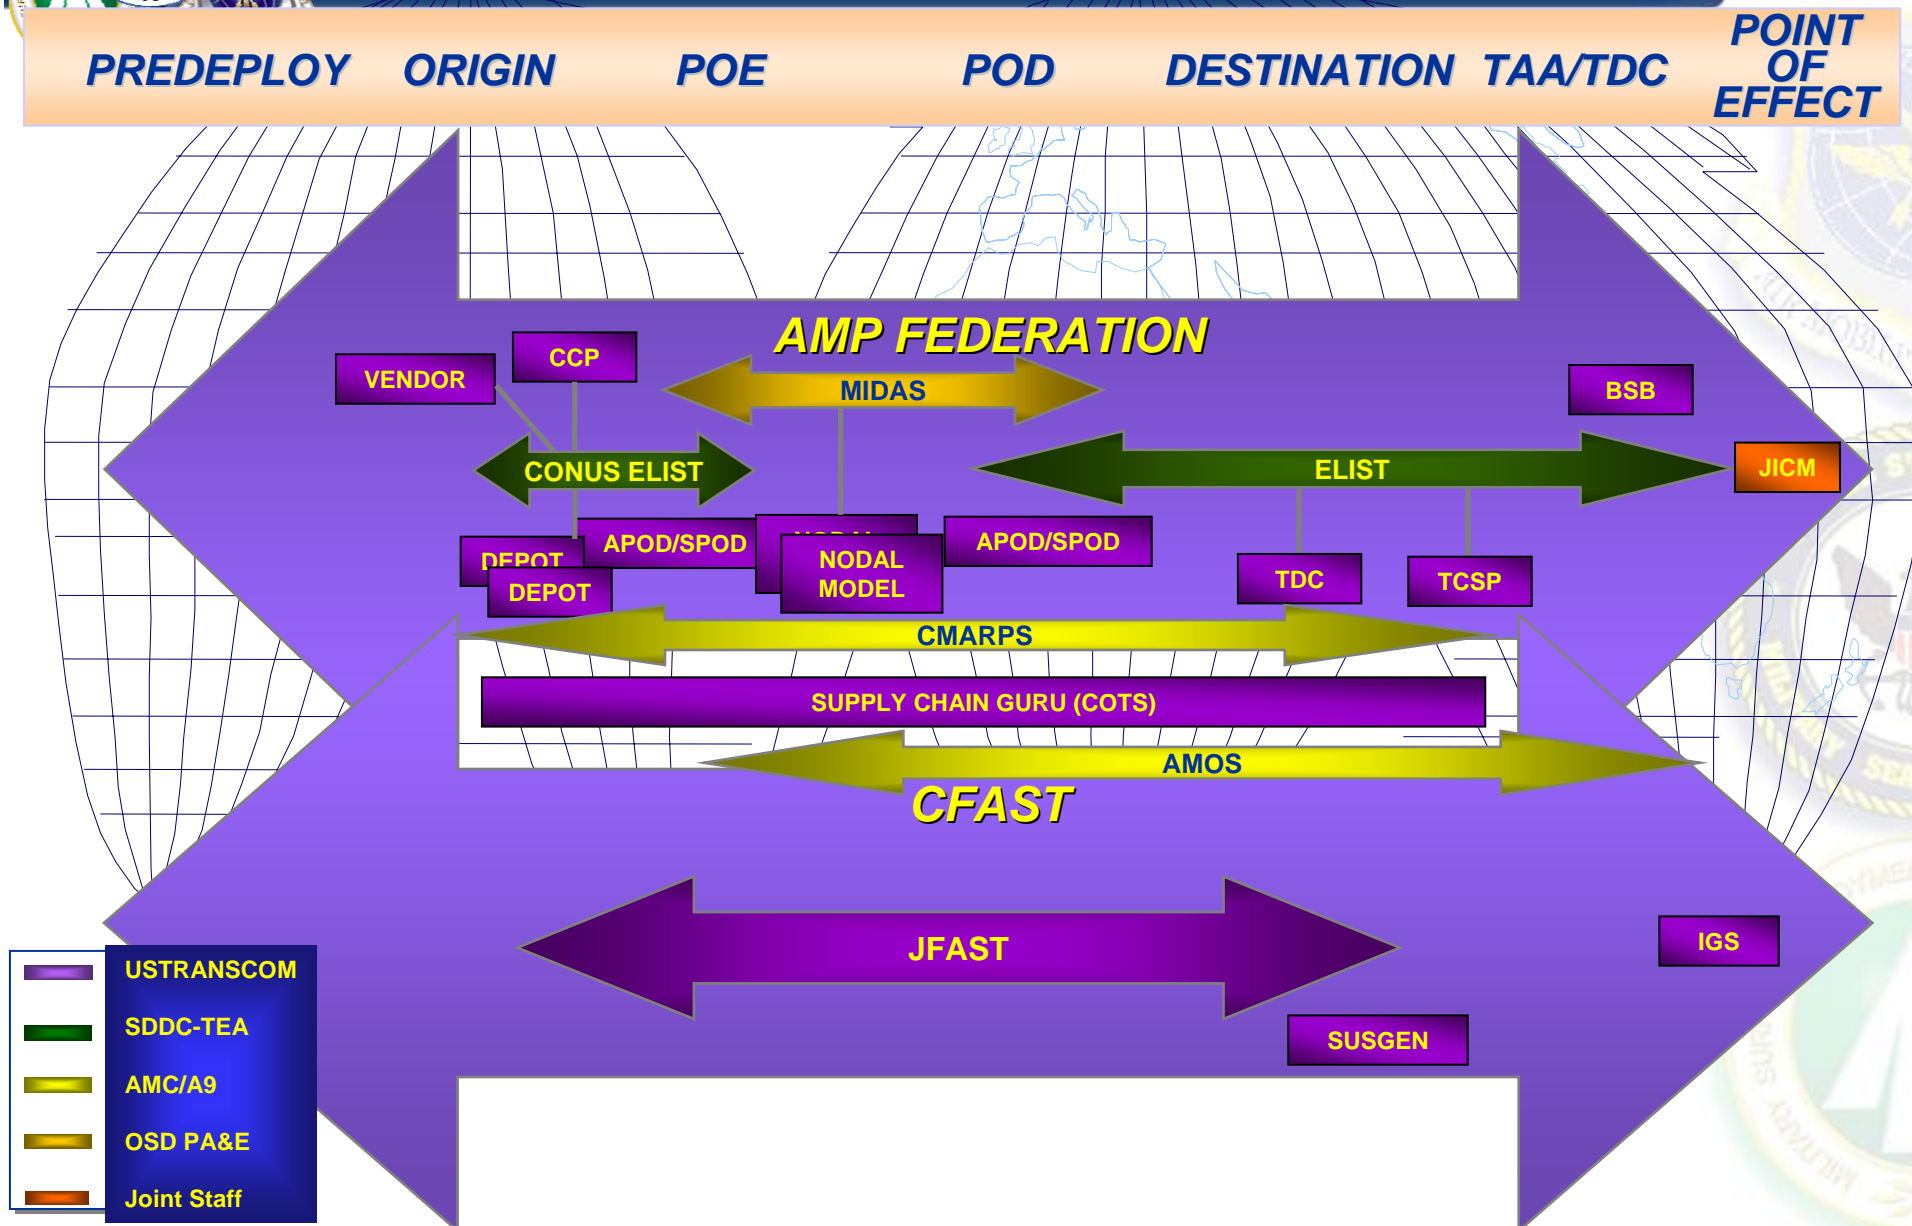 PREDEPLOY ORIGIN POE POD DESTINATION TAA/TDC POINT
OF
EFFECT
AMP FEDERATION
VENDOR
CCP
MIDAS
BSB
CONUS ELIST
ELIST
JICM
DEPOT
DEPOT
APOD/SPOD
NODAL
NODAL
MODEL
APOD/SPOD
TDC
TCSP
CMARPS
SUPPLY CHAIN GURU (COTS)
AMOS
CFAST
JFAST
IGS
SUSGEN
USTRANSCOM
SDDC-TEA
AMC/A9
OSD PA&E
Joint Staff